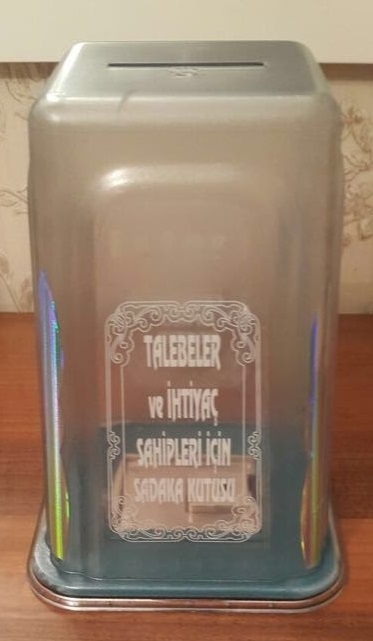 TALEBELER
ve İHTİYAÇ
SAHİPLERİ İÇİN
SADAKA KUTUSU